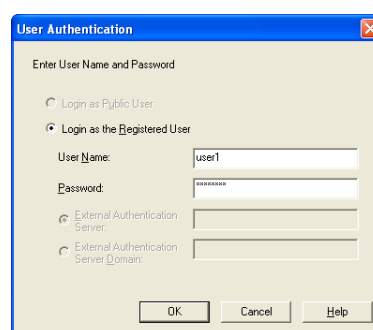 User Authentication
Enter User Name and Password
Login as Public User
Login as the Registered User
User Name:
user1
Password:
********
External Authentication
Server:
External Authentication
Server Domain:
OK
Cancel
Help